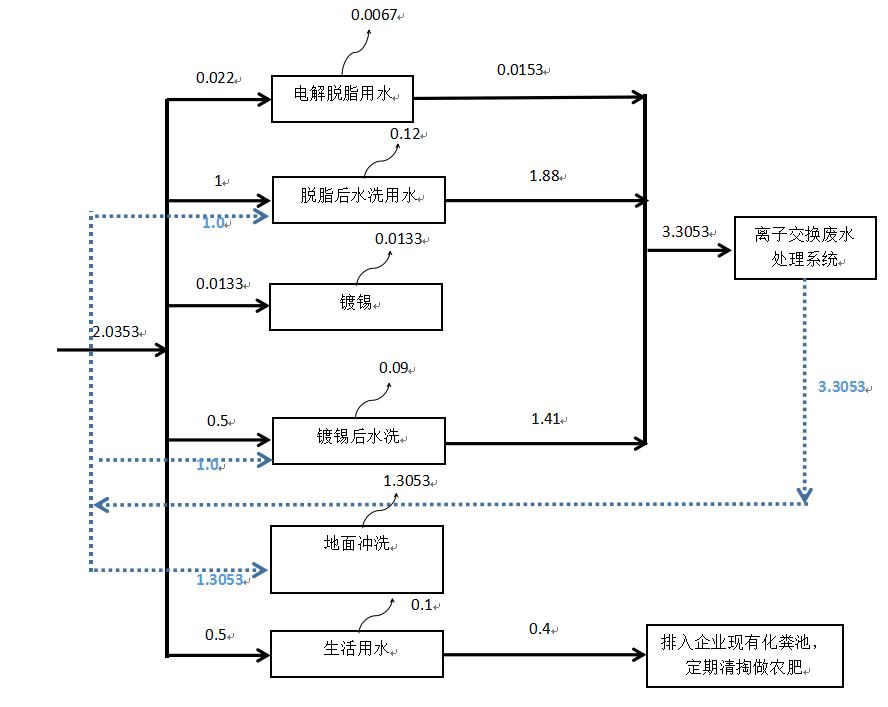 0.0067
0.022
电解脱脂用水
0.0153
0.12
1
脱脂后水洗用水
1.88
1.0
0.0133
0.0133
镀锡
3.3053
离子交换废水
处理系统
2.0353
0.09
0.5
镀锡后水洗
1.41
1.0
3.3053
1.3053
地面冲洗
1.3053
0.1
0.5
生活用水
0.4
排入企业现有化粪池，
定期清掏做农肥